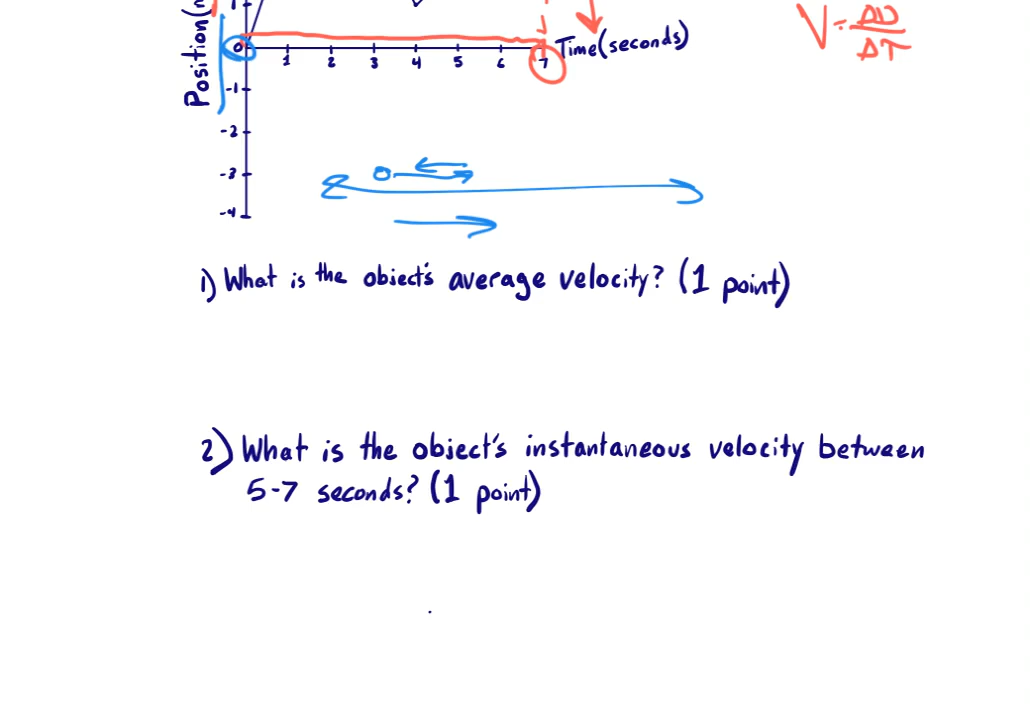 1
Position(
0
1 2 3 4 5 6 7
Time(seconds)
V = ΔD
ΔT
-1
-2
-3
-4
1) What is the object's average velocity? (1 point)
2) What is the object's instantaneous velocity between
5-7 seconds? (1 point)